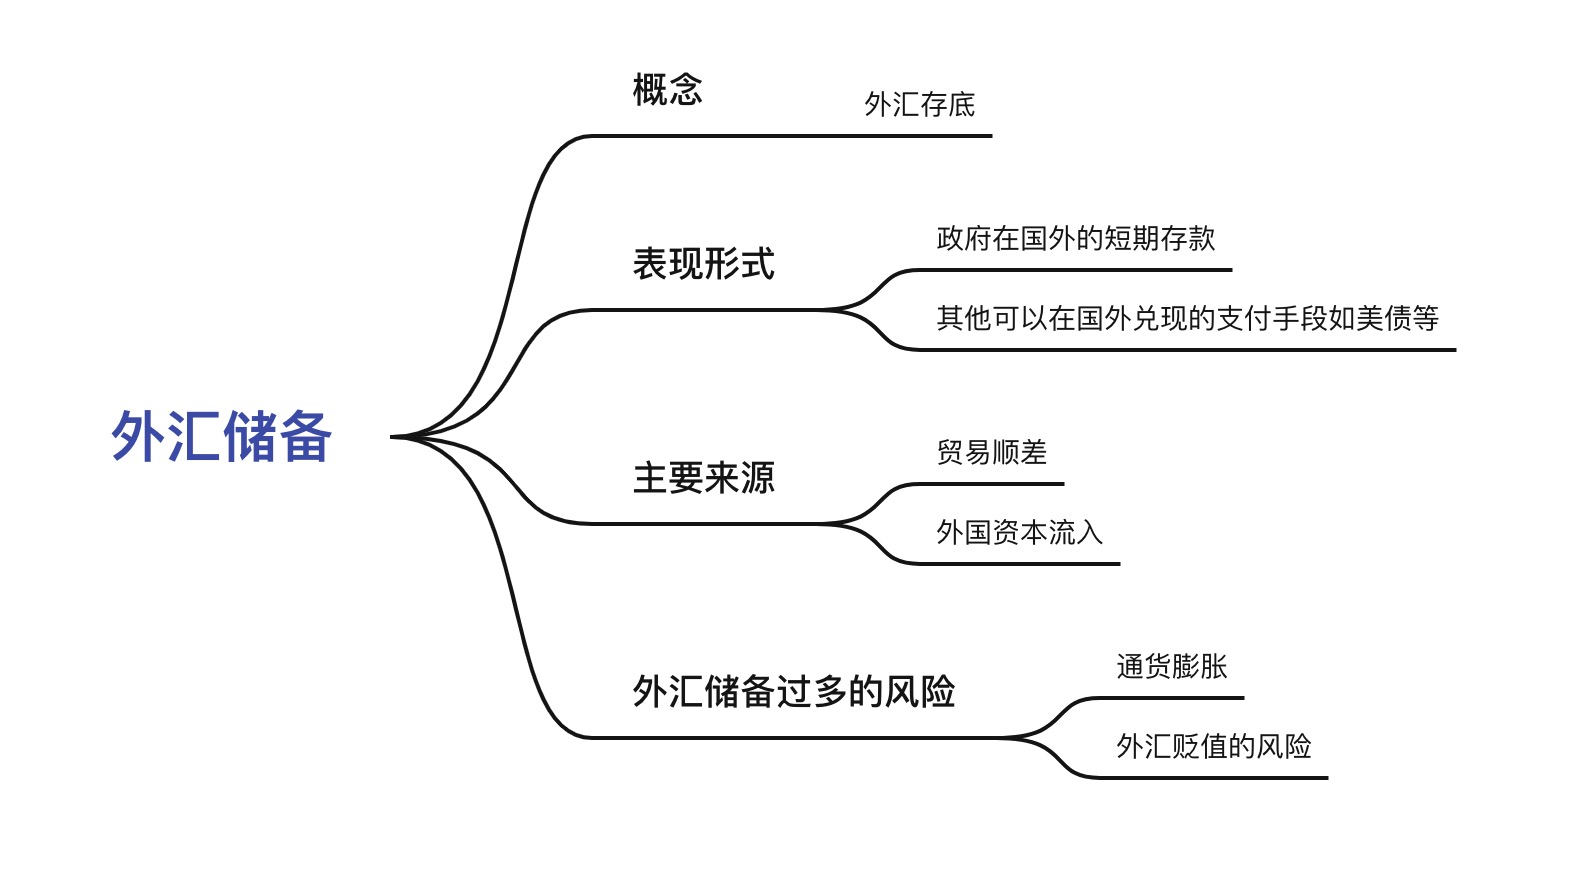 外汇储备
概念
外汇存底
表现形式
政府在国外的短期存款
其他可以在国外兑现的支付手段如美债等
主要来源
贸易顺差
外国资本流入
外汇储备过多的风险
通货膨胀
外汇贬值的风险